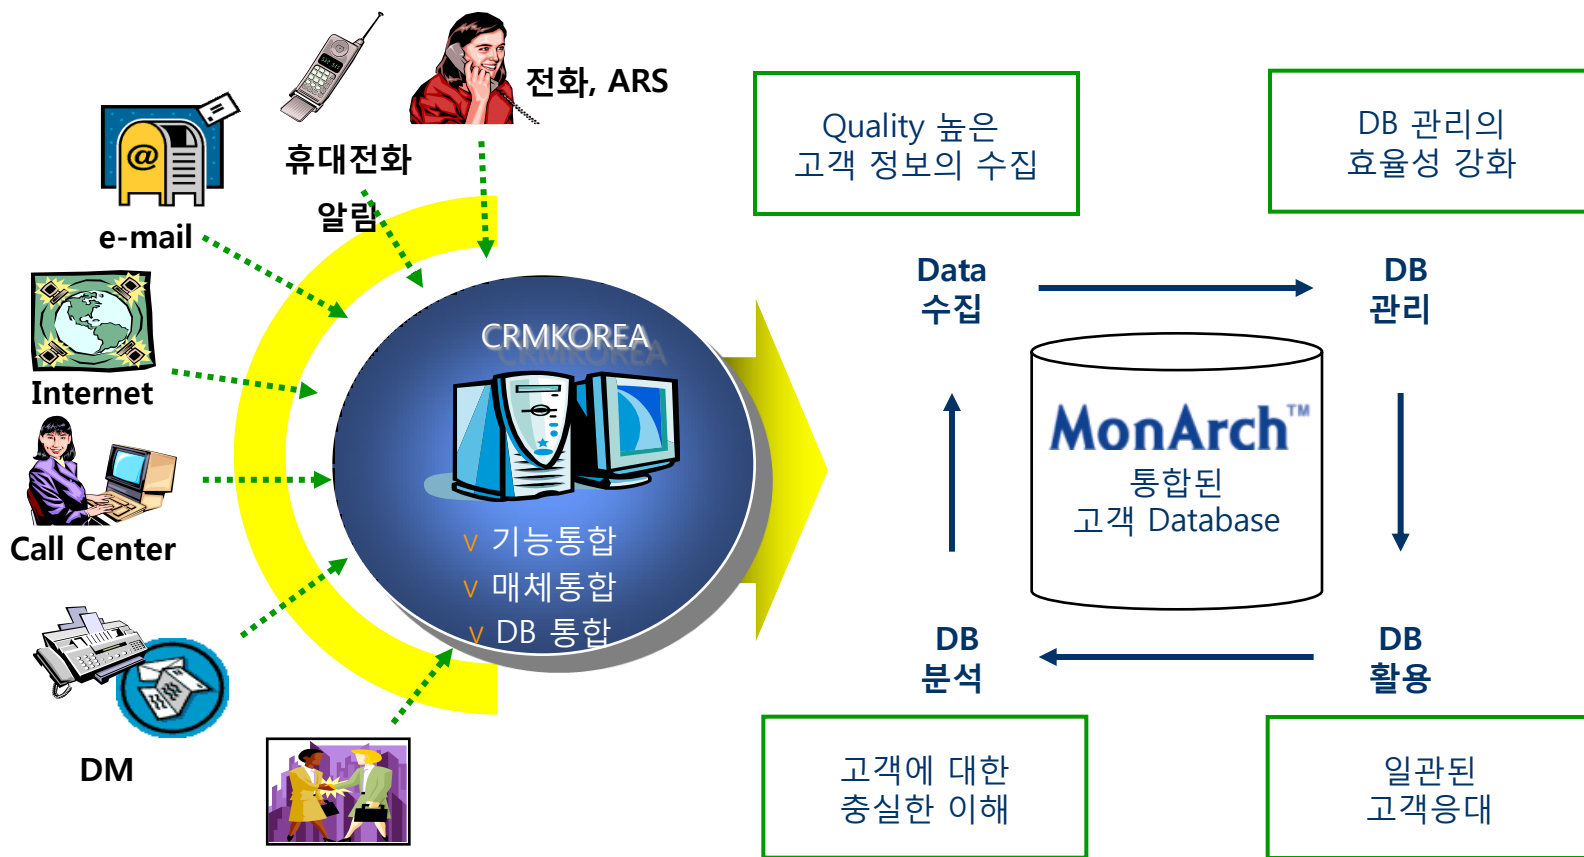 전화, ARS
휴대전화
알림
e-mail
Internet
Call Center
DM
@
CRMKOREA
v 기능통합
v 매체통합
v DB 통합
Quality 높은
고객 정보의 수집
DB 관리의
효율성 강화
Data
수집
DB
관리
MonArch™
통합된
고객 Database
DB
분석
DB
활용
고객에 대한
충실한 이해
일관된
고객응대